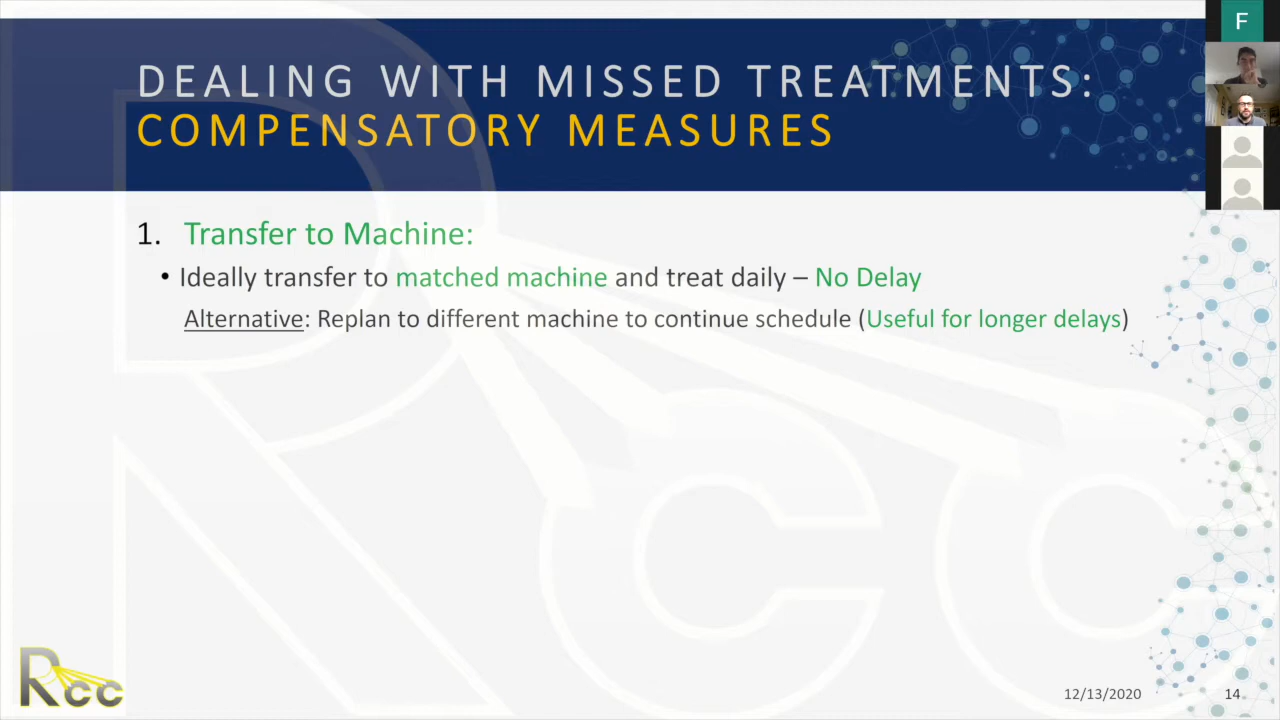 F
DEALING WITH MISSED TREATMENTS:
COMPENSATORY MEASURES
1. Transfer to Machine:
• Ideally transfer to matched machine and treat daily – No Delay
Alternative: Replan to different machine to continue schedule (Useful for longer delays)
Rcc
12/13/2020 14